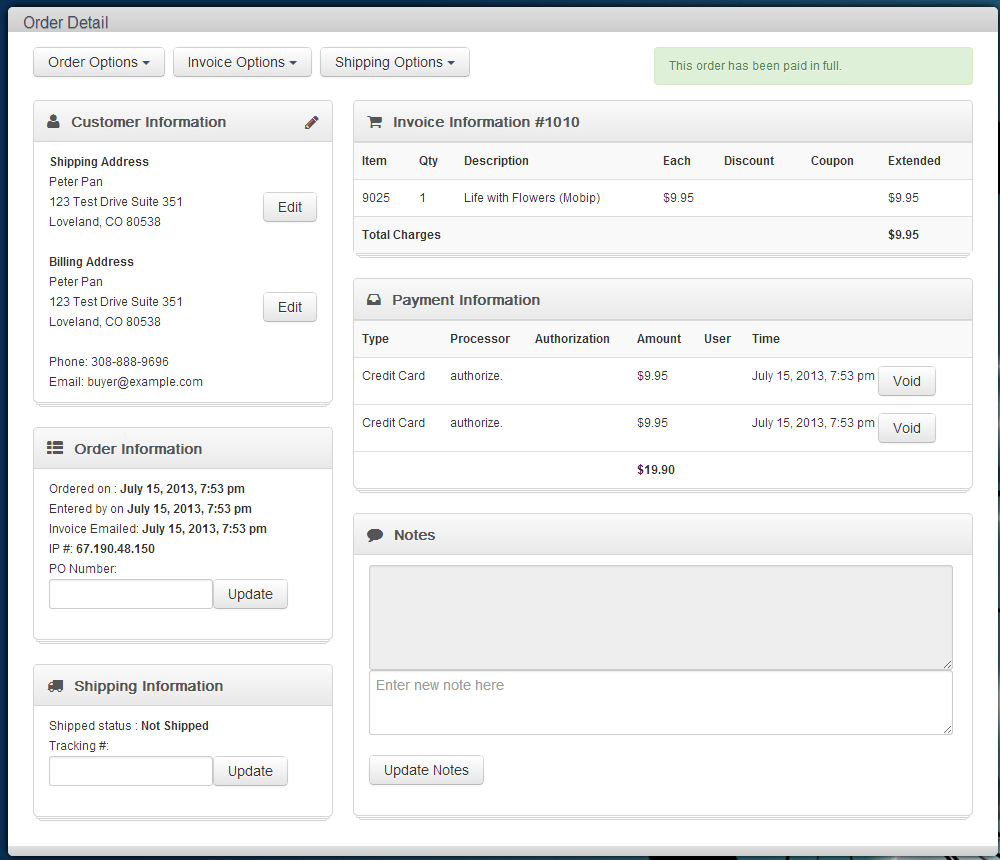 Order Detail
Order Options Invoice Options Shipping Options
This order has been paid in full.
Customer Information
Shipping Address
Peter Pan
123 Test Drive Suite 351
Loveland, CO 80538
Edit
Billing Address
Peter Pan
123 Test Drive Suite 351
Loveland, CO 80538
Edit
Phone: 308-888-9696
Email: buyer@example.com
Order Information
Ordered on : July 15, 2013, 7:53 pm
Entered by on July 15, 2013, 7:53 pm
Invoice Emailed: July 15, 2013, 7:53 pm
IP #: 67.190.48.150
PO Number:
Update
Shipping Information
Shipped status : Not Shipped
Tracking #:
Update
Invoice Information #1010
Item Qty Description Each Discount Coupon Extended
9025 1 Life with Flowers (Mobip) $9.95 $9.95
Total Charges $9.95
Payment Information
Type Processor Authorization Amount User Time
Credit Card authorize. $9.95 July 15, 2013, 7:53 pm Void
Credit Card authorize. $9.95 July 15, 2013, 7:53 pm Void
$19.90
Notes
Enter new note here
Update Notes